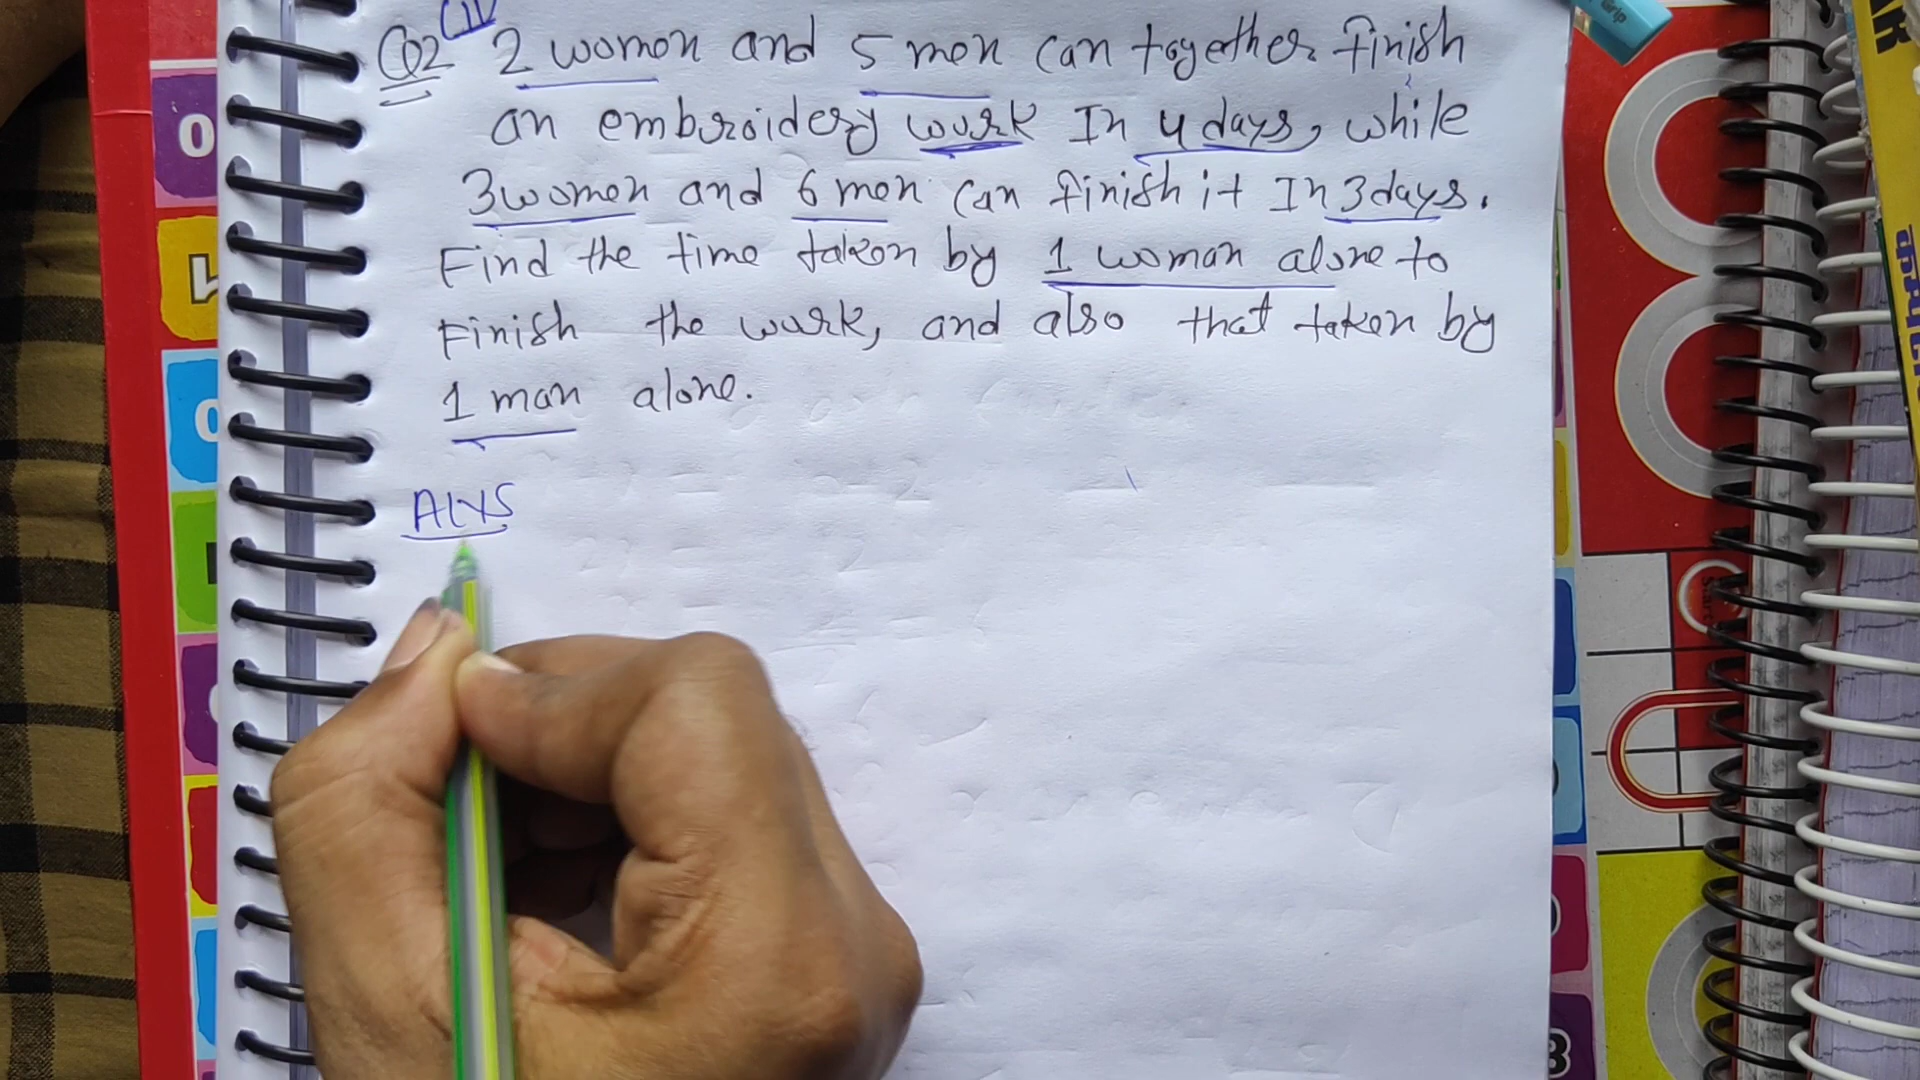 Q2 (ii) 2 women and 5 men can together finish
an embroidery work In 4 days, while
3 women and 6 men can finish it In 3 days.
Find the time taken by 1 woman alone to
Finish the work, and also that taken by
1 man alone.
Ans
Grip